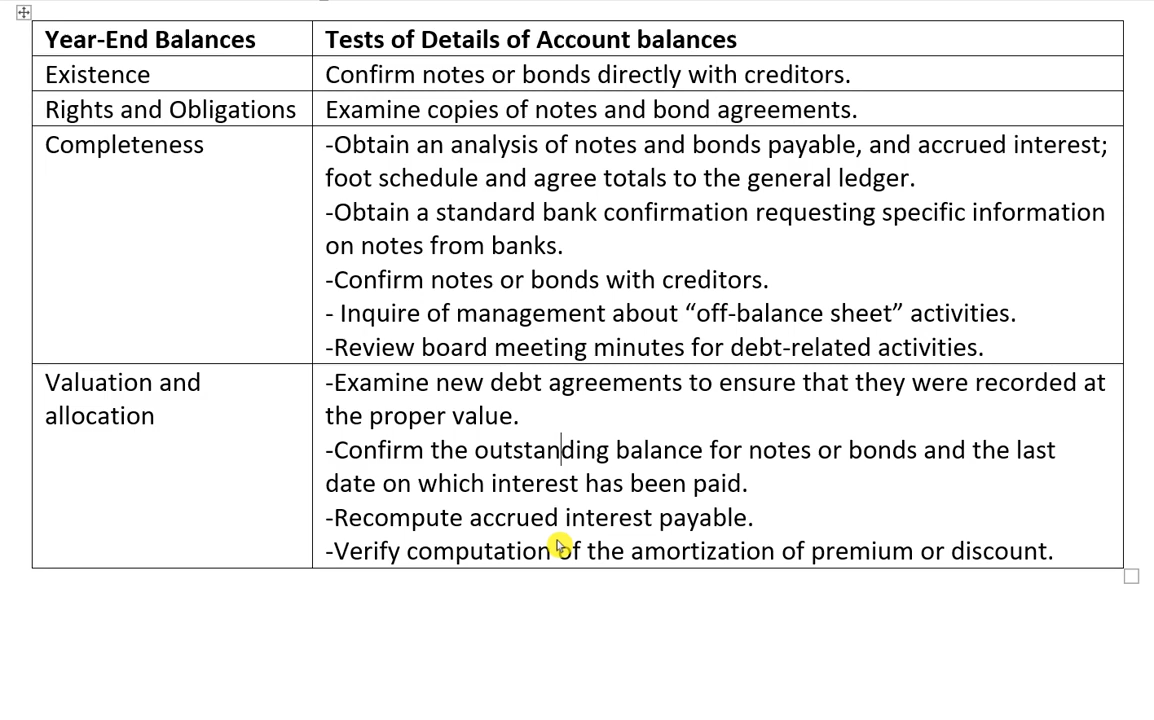 Year-End Balances
Tests of Details of Account balances
Existence
Confirm notes or bonds directly with creditors.
Rights and Obligations
Examine copies of notes and bond agreements.
Completeness
-Obtain an analysis of notes and bonds payable, and accrued interest;
foot schedule and agree totals to the general ledger.
-Obtain a standard bank confirmation requesting specific information
on notes from banks.
-Confirm notes or bonds with creditors.
- Inquire of management about “off-balance sheet” activities.
-Review board meeting minutes for debt-related activities.
Valuation and
allocation
-Examine new debt agreements to ensure that they were recorded at
the proper value.
-Confirm the outstanding balance for notes or bonds and the last
date on which interest has been paid.
-Recompute accrued interest payable.
-Verify computation of the amortization of premium or discount.